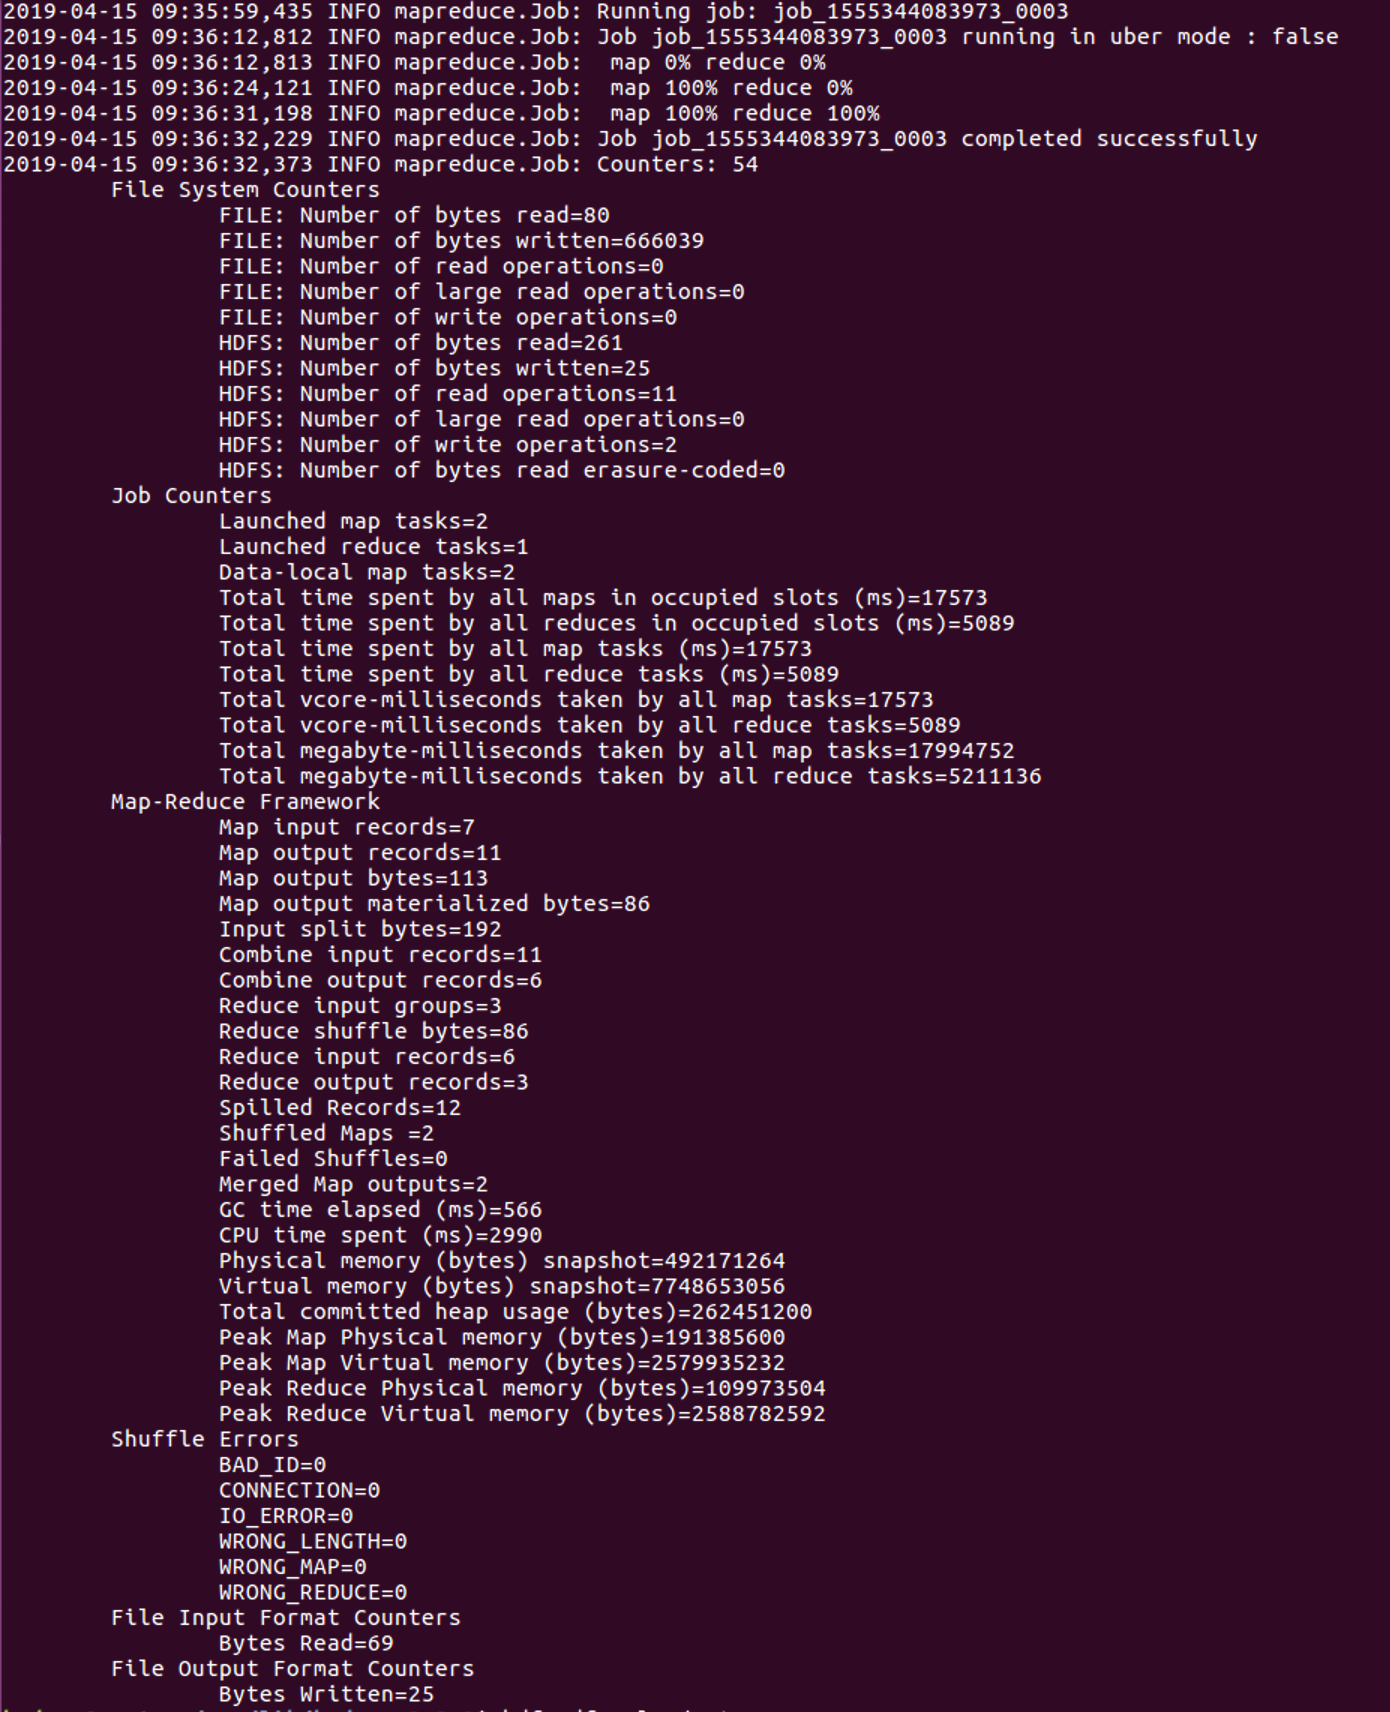 2019-04-15 09:35:59,435 INFO mapreduce.Job: Running job: job_1555344083973_0003
2019-04-15 09:36:12,812 INFO mapreduce.Job: Job job_1555344083973_0003 running in uber mode : false
2019-04-15 09:36:12,813 INFO mapreduce.Job:  map 0% reduce 0%
2019-04-15 09:36:24,121 INFO mapreduce.Job:  map 100% reduce 0%
2019-04-15 09:36:31,198 INFO mapreduce.Job:  map 100% reduce 100%
2019-04-15 09:36:32,229 INFO mapreduce.Job: Job job_1555344083973_0003 completed successfully
2019-04-15 09:36:32,373 INFO mapreduce.Job: Counters: 54
File System Counters
FILE: Number of bytes read=80
FILE: Number of bytes written=666039
FILE: Number of read operations=0
FILE: Number of large read operations=0
FILE: Number of write operations=0
HDFS: Number of bytes read=261
HDFS: Number of bytes written=25
HDFS: Number of read operations=11
HDFS: Number of large read operations=0
HDFS: Number of write operations=2
HDFS: Number of bytes read erasure-coded=0
Job Counters
Launched map tasks=2
Launched reduce tasks=1
Data-local map tasks=2
Total time spent by all maps in occupied slots (ms)=17573
Total time spent by all reduces in occupied slots (ms)=5089
Total time spent by all map tasks (ms)=17573
Total time spent by all reduce tasks (ms)=5089
Total vcore-milliseconds taken by all map tasks=17573
Total vcore-milliseconds taken by all reduce tasks=5089
Total megabyte-milliseconds taken by all map tasks=17994752
Total megabyte-milliseconds taken by all reduce tasks=5211136
Map-Reduce Framework
Map input records=7
Map output records=11
Map output bytes=113
Map output materialized bytes=86
Input split bytes=192
Combine input records=11
Combine output records=6
Reduce input groups=3
Reduce shuffle bytes=86
Reduce input records=6
Reduce output records=3
Spilled Records=12
Shuffled Maps =2
Failed Shuffles=0
Merged Map outputs=2
GC time elapsed (ms)=566
CPU time spent (ms)=2990
Physical memory (bytes) snapshot=492171264
Virtual memory (bytes) snapshot=7748653056
Total committed heap usage (bytes)=262451200
Peak Map Physical memory (bytes)=191385600
Peak Map Virtual memory (bytes)=2579935232
Peak Reduce Physical memory (bytes)=109973504
Peak Reduce Virtual memory (bytes)=2588782592
Shuffle Errors
BAD_ID=0
CONNECTION=0
IO_ERROR=0
WRONG_LENGTH=0
WRONG_MAP=0
WRONG_REDUCE=0
File Input Format Counters
Bytes Read=69
File Output Format Counters
Bytes Written=25